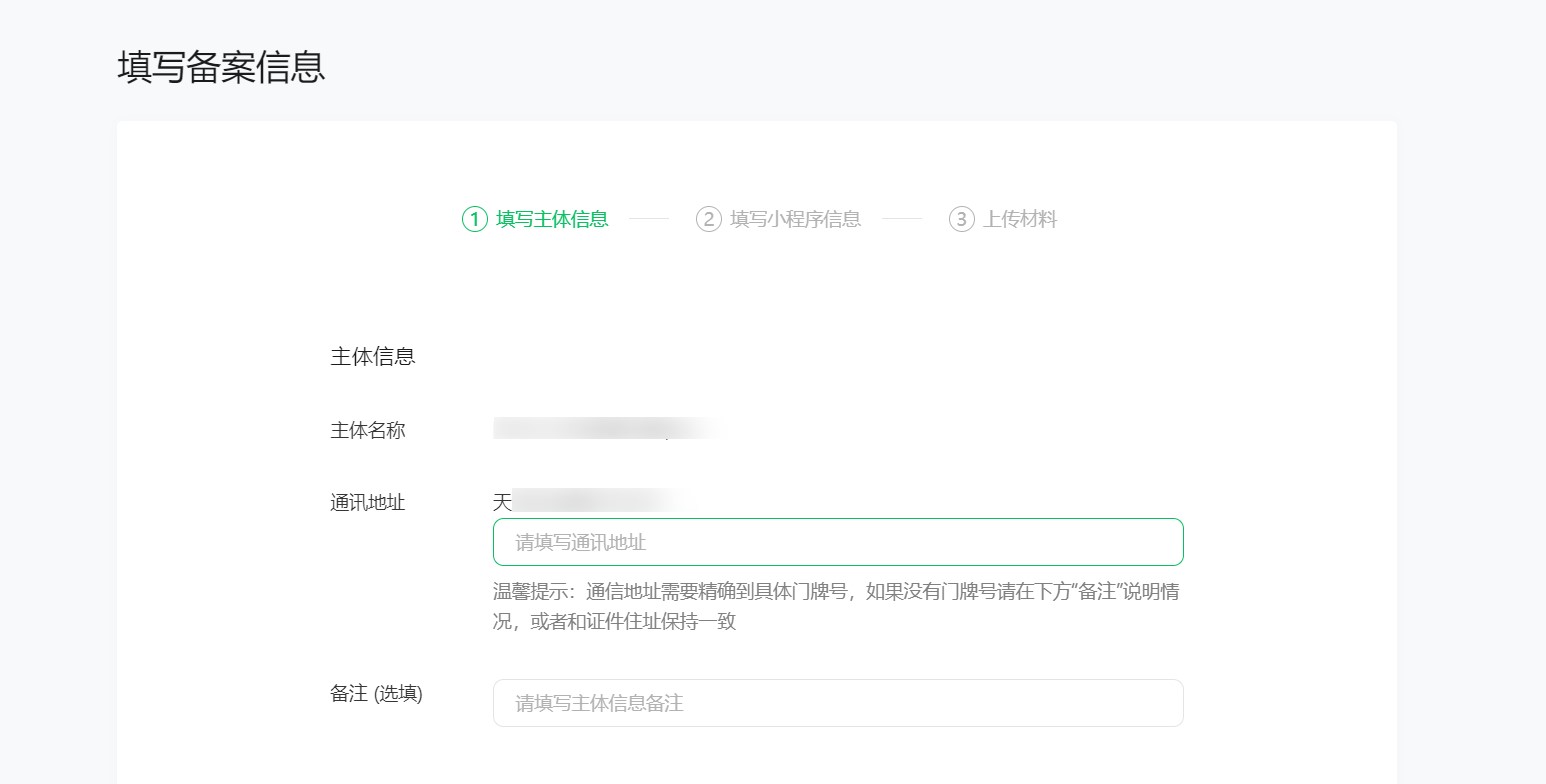 填写备案信息
1 填写主体信息 2 填写小程序信息 3 上传材料
主体信息
主体名称
通讯地址 天
请填写通讯地址
温馨提示：通信地址需要精确到具体门牌号，如果没有门牌号请在下方“备注”说明情
况，或者和证件住址保持一致
备注 (选填) 请填写主体信息备注